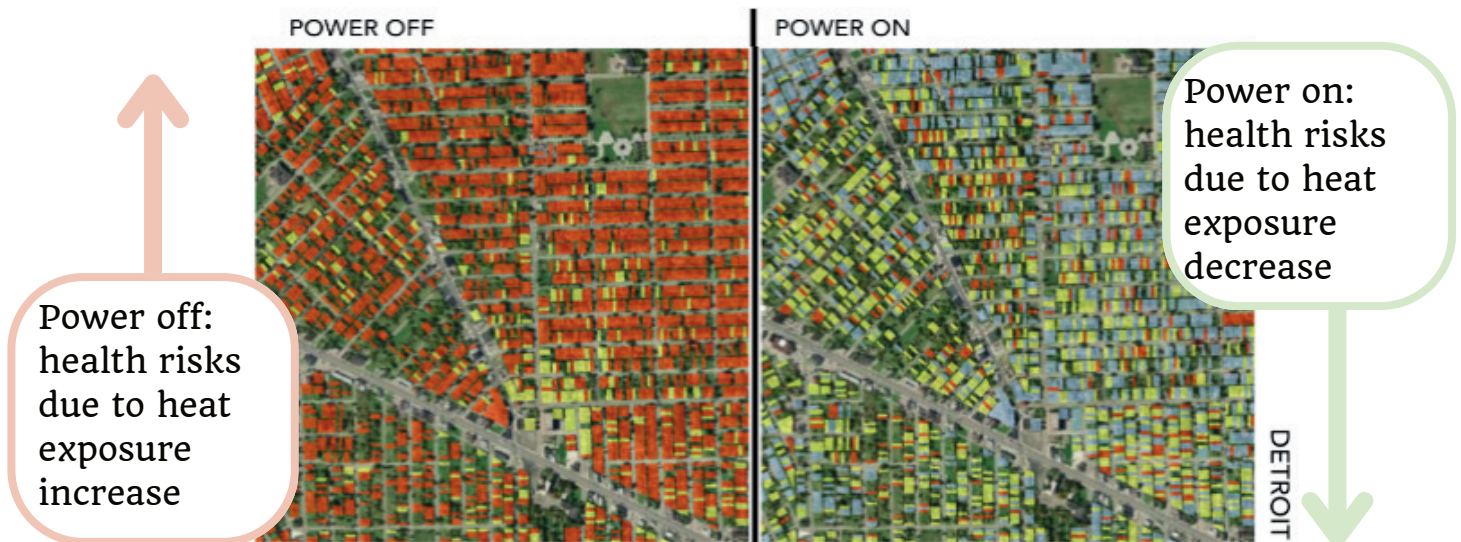 POWER OFF
POWER ON
Power on:
health risks
due to heat
exposure
decrease
Power off:
health risks
due to heat
exposure
increase
DETROIT